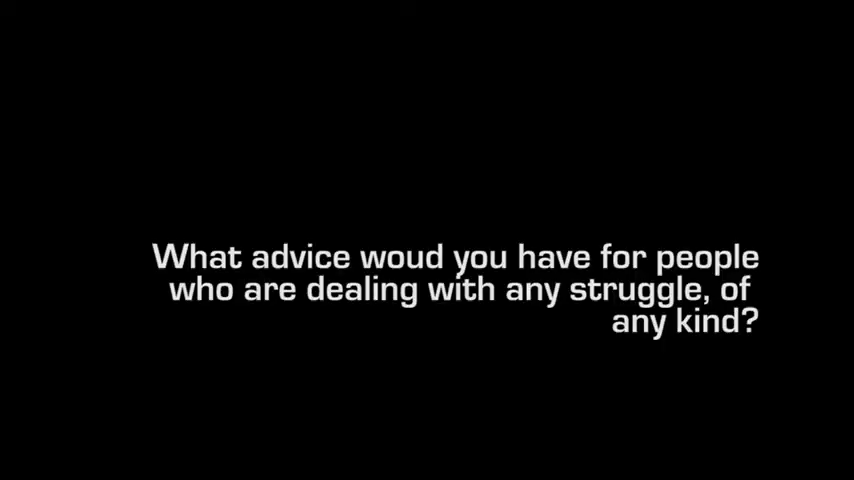 What advice woud you have for people
who are dealing with any struggle, of
any kind?